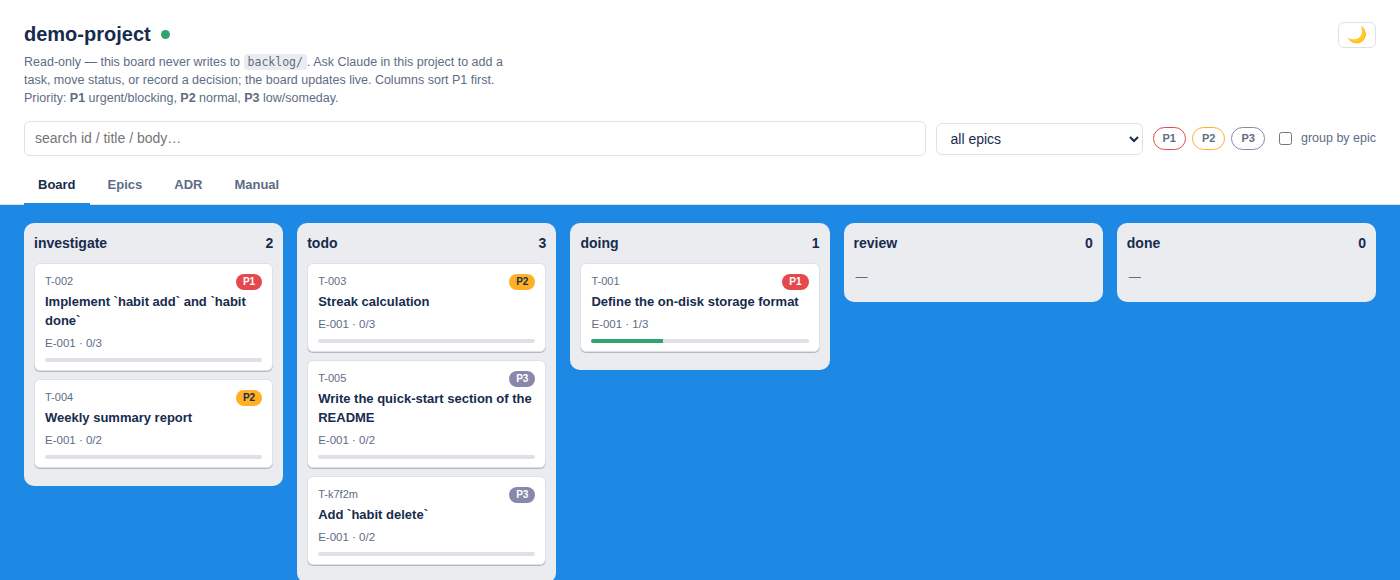 demo-project
Read-only — this board never writes to backlog/. Ask Claude in this project to add a
task, move status, or record a decision; the board updates live. Columns sort P1 first.
Priority: P1 urgent/blocking, P2 normal, P3 low/someday.
search id / title / body…
all epics
P1 P2 P3
group by epic
Board Epics ADR Manual
investigate 2
T-002 P1
Implement `habit add` and `habit
done`
E-001 · 0/3
T-004 P2
Weekly summary report
E-001 · 0/2
todo 3
T-003 P2
Streak calculation
E-001 · 0/3
T-005 P3
Write the quick-start section of the
README
E-001 · 0/2
T-k7f2m P3
Add `habit delete`
E-001 · 0/2
doing 1
T-001 P1
Define the on-disk storage format
E-001 · 1/3
review 0
—
done 0
—